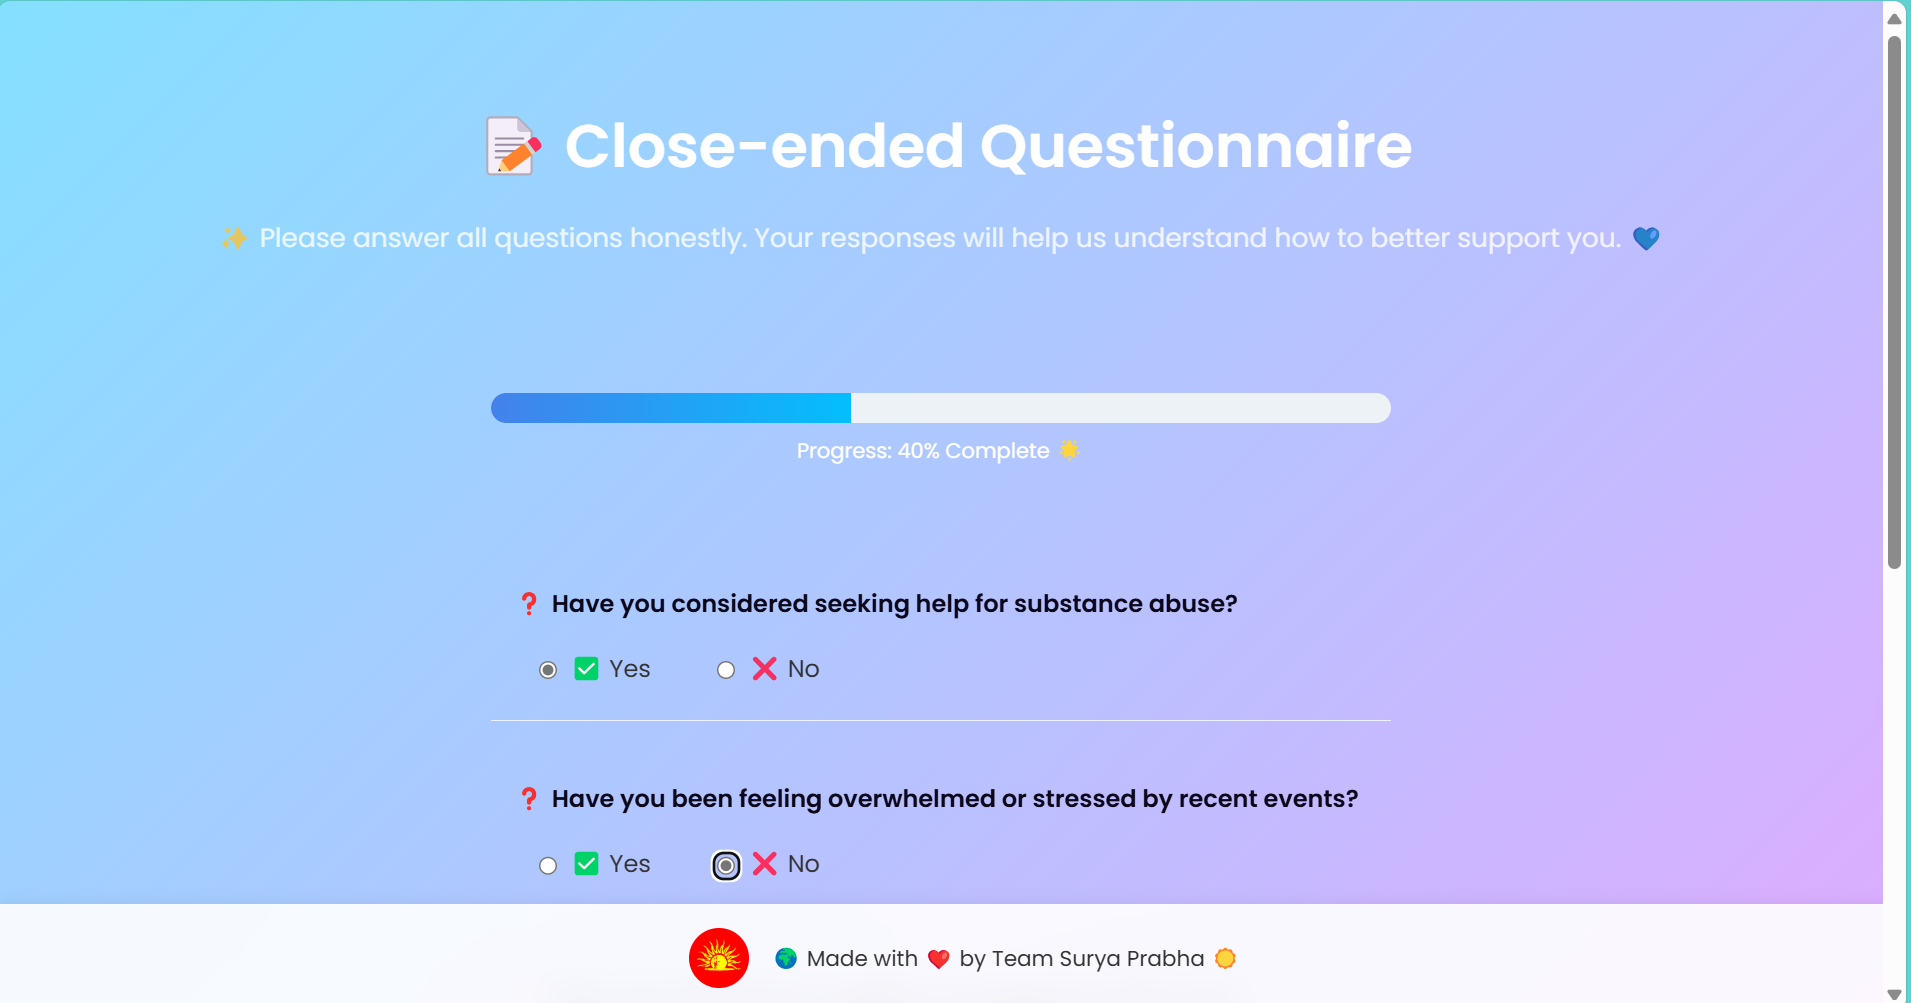 📝 Close-ended Questionnaire
✨ Please answer all questions honestly. Your responses will help us understand how to better support you. 💙
Progress: 40% Complete 🌟
❓ Have you considered seeking help for substance abuse?
✅ Yes ❌ No
❓ Have you been feeling overwhelmed or stressed by recent events?
✅ Yes ❌ No
🌍 Made with ❤️ by Team Surya Prabha 🌞